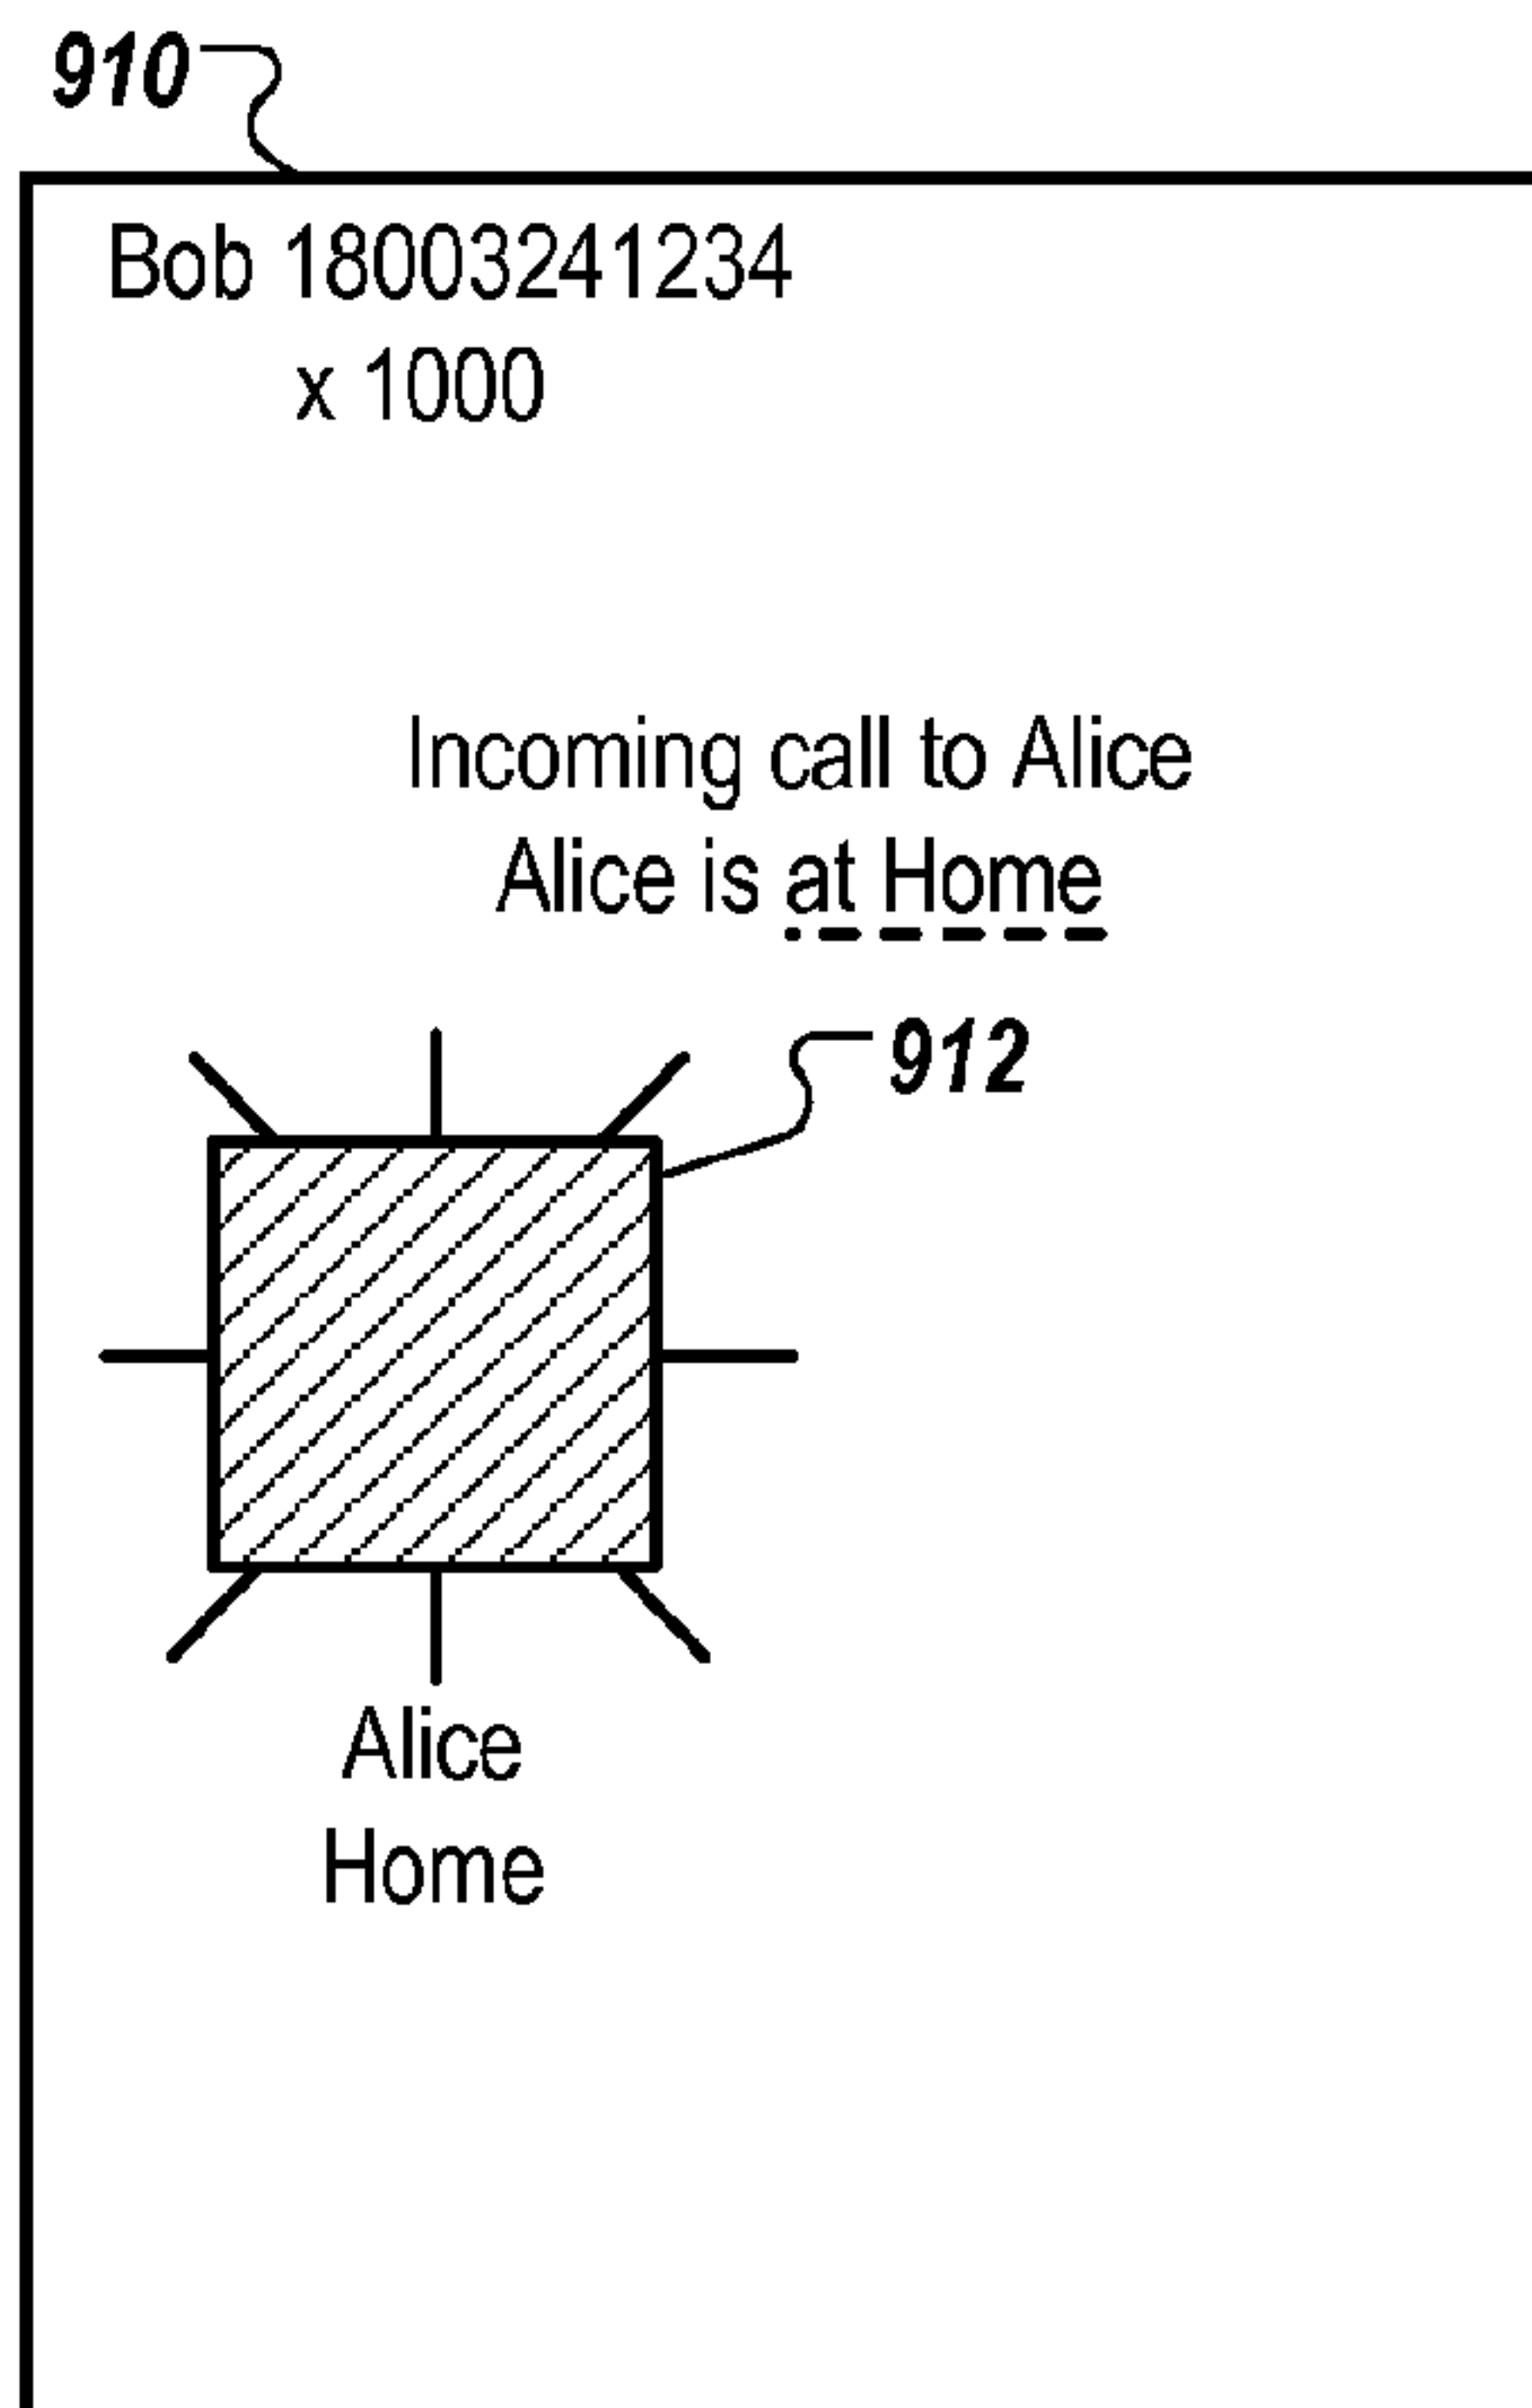 910
Bob 18003241234
x 1000
Incoming call to Alice
Alice is at Home
912
Alice
Home